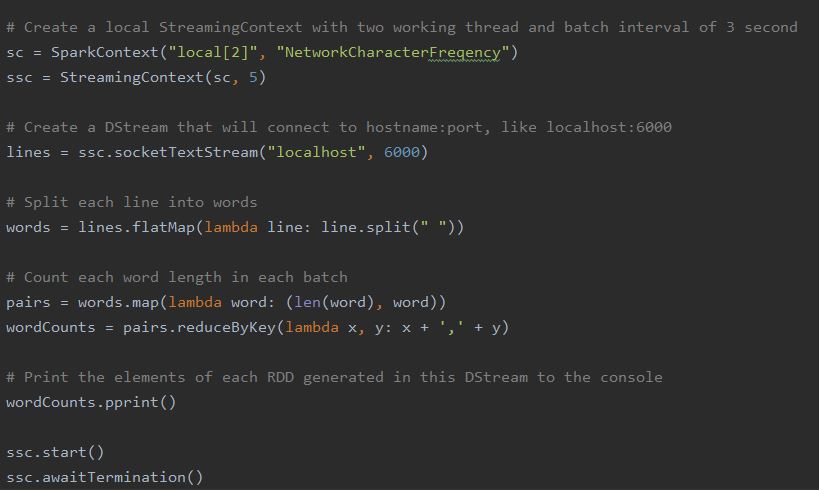 # Create a local StreamingContext with two working thread and batch interval of 3 second
sc = SparkContext("local[2]", "NetworkCharacterFreqency")
ssc = StreamingContext(sc, 5)
# Create a DStream that will connect to hostname:port, like localhost:6000
lines = ssc.socketTextStream("localhost", 6000)
# Split each line into words
words = lines.flatMap(lambda line: line.split(" "))
# Count each word length in each batch
pairs = words.map(lambda word: (len(word), word))
wordCounts = pairs.reduceByKey(lambda x, y: x + ',' + y)
# Print the elements of each RDD generated in this DStream to the console
wordCounts.pprint()
ssc.start()
ssc.awaitTermination()